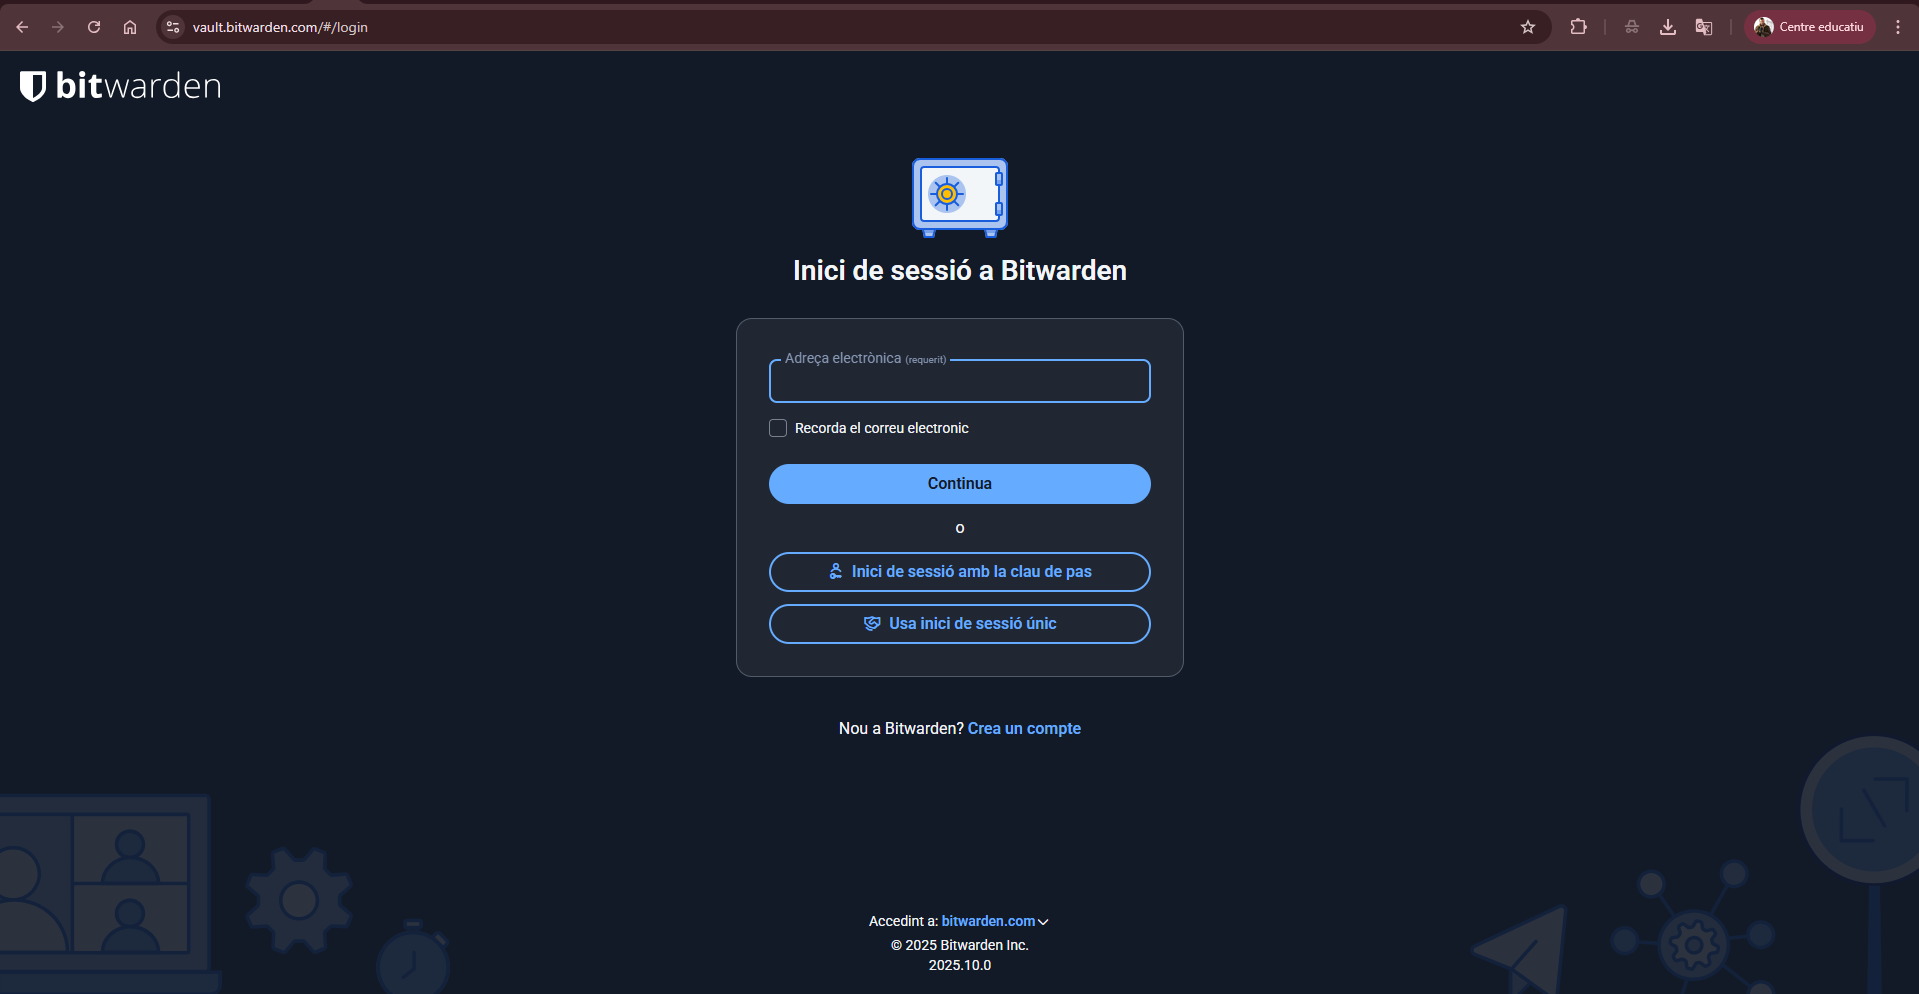 vault.bitwarden.com/#/login
Centre educatiu
bitwarden
Inici de sessió a Bitwarden
Adreça electrònica (requerit)
Recorda el correu electronic
Continua
o
Inici de sessió amb la clau de pas
Usa inici de sessió únic
Nou a Bitwarden? Crea un compte
Accedint a: bitwarden.com
© 2025 Bitwarden Inc.
2025.10.0